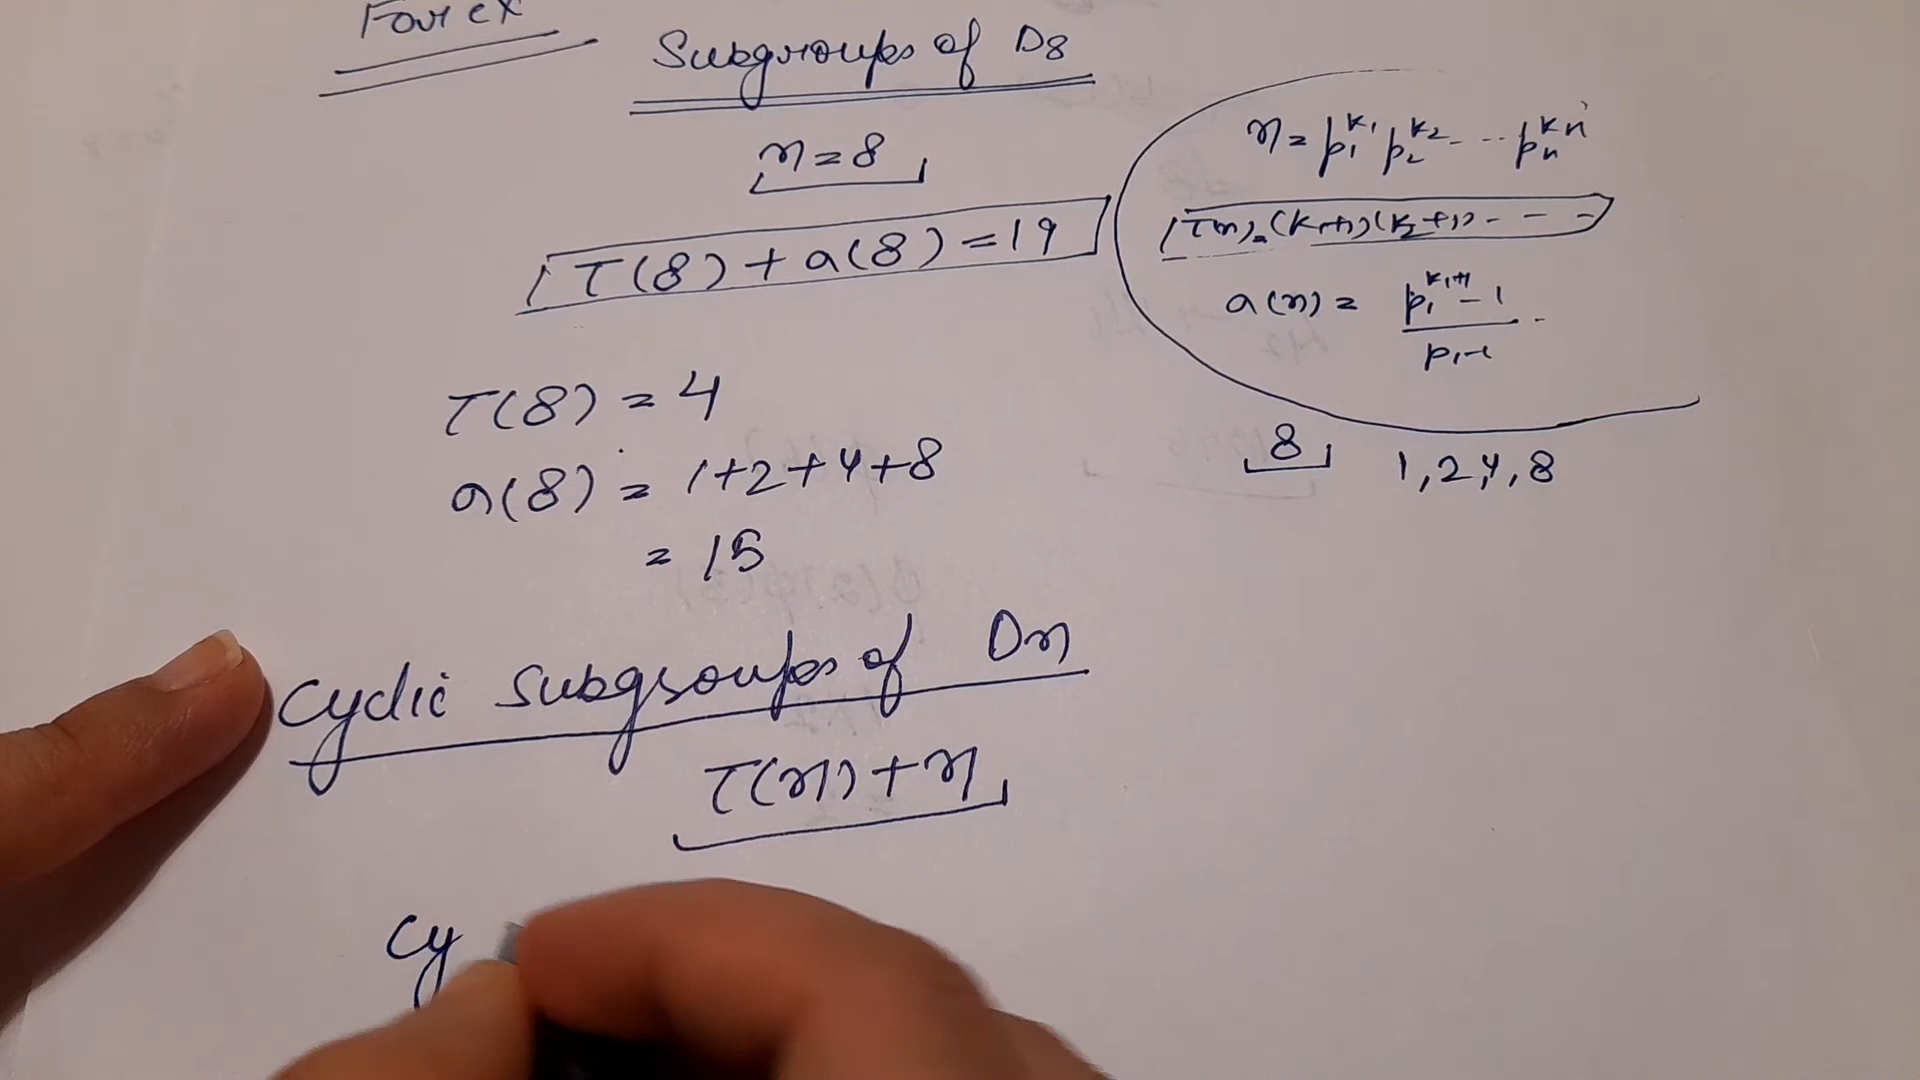 For ex
Subgroups of D8
n=8
τ(8)+σ(8)=19
n=p₁^k₁ p₂^k₂--...pₙ^kₙ
τ(n)=(k₁+1)(k₂+1)---
σ(n)=(p₁^(k₁+1)-1)/(p₁-1) -
τ(8)=4
σ(8)=1+2+4+8
=15
8 1,2,4,8
Cyclic Subgroups of Dn
τ(n)+n
Cy